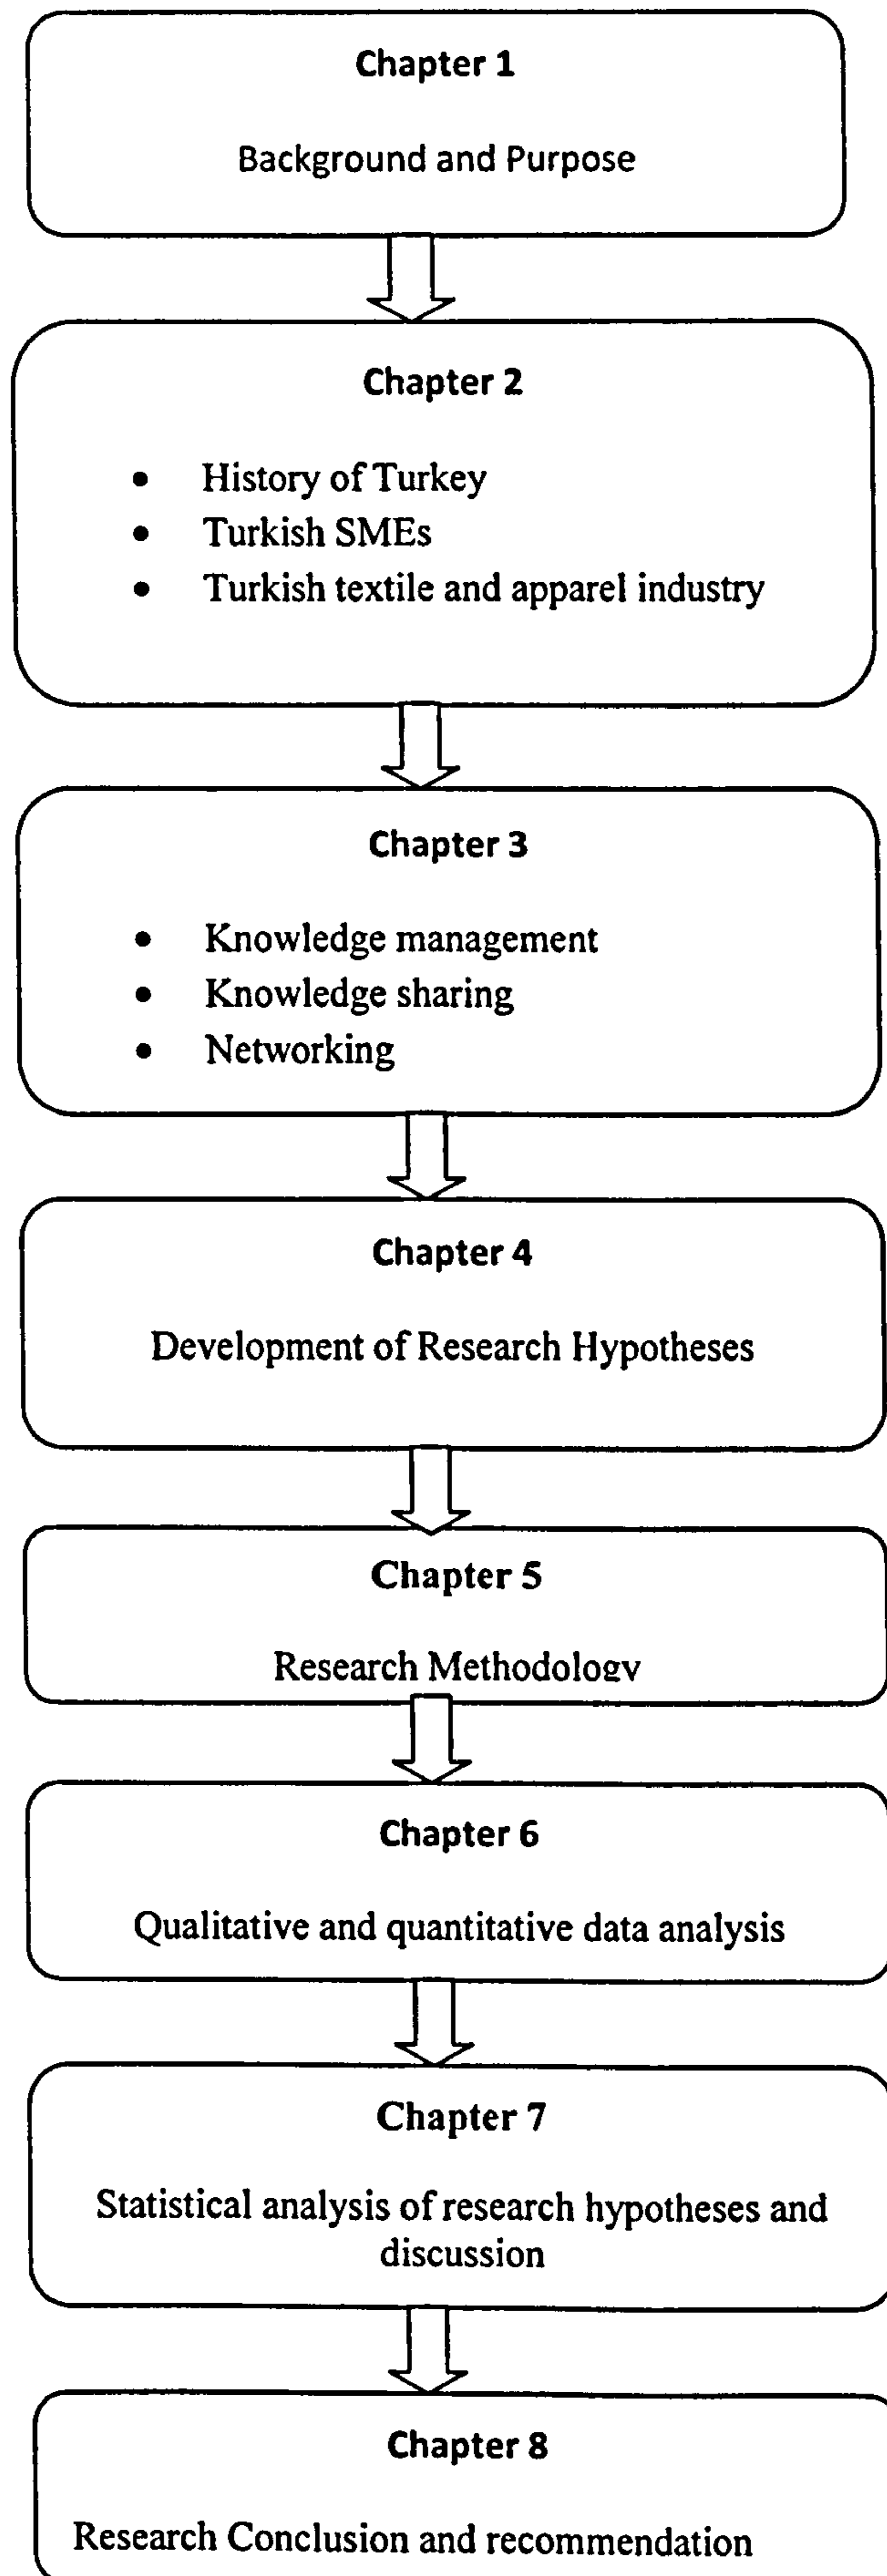 Chapter 1
Background and Purpose
Chapter 2
• History of Turkey
• Turkish SMEs
• Turkish textile and apparel industry
Chapter 3
• Knowledge management
• Knowledge sharing
• Networking
Chapter 4
Development of Research Hypotheses
Chapter 5
Research Methodology
Chapter 6
Qualitative and quantitative data analysis
Chapter 7
Statistical analysis of research hypotheses and
discussion
Chapter 8
Research Conclusion and recommendation